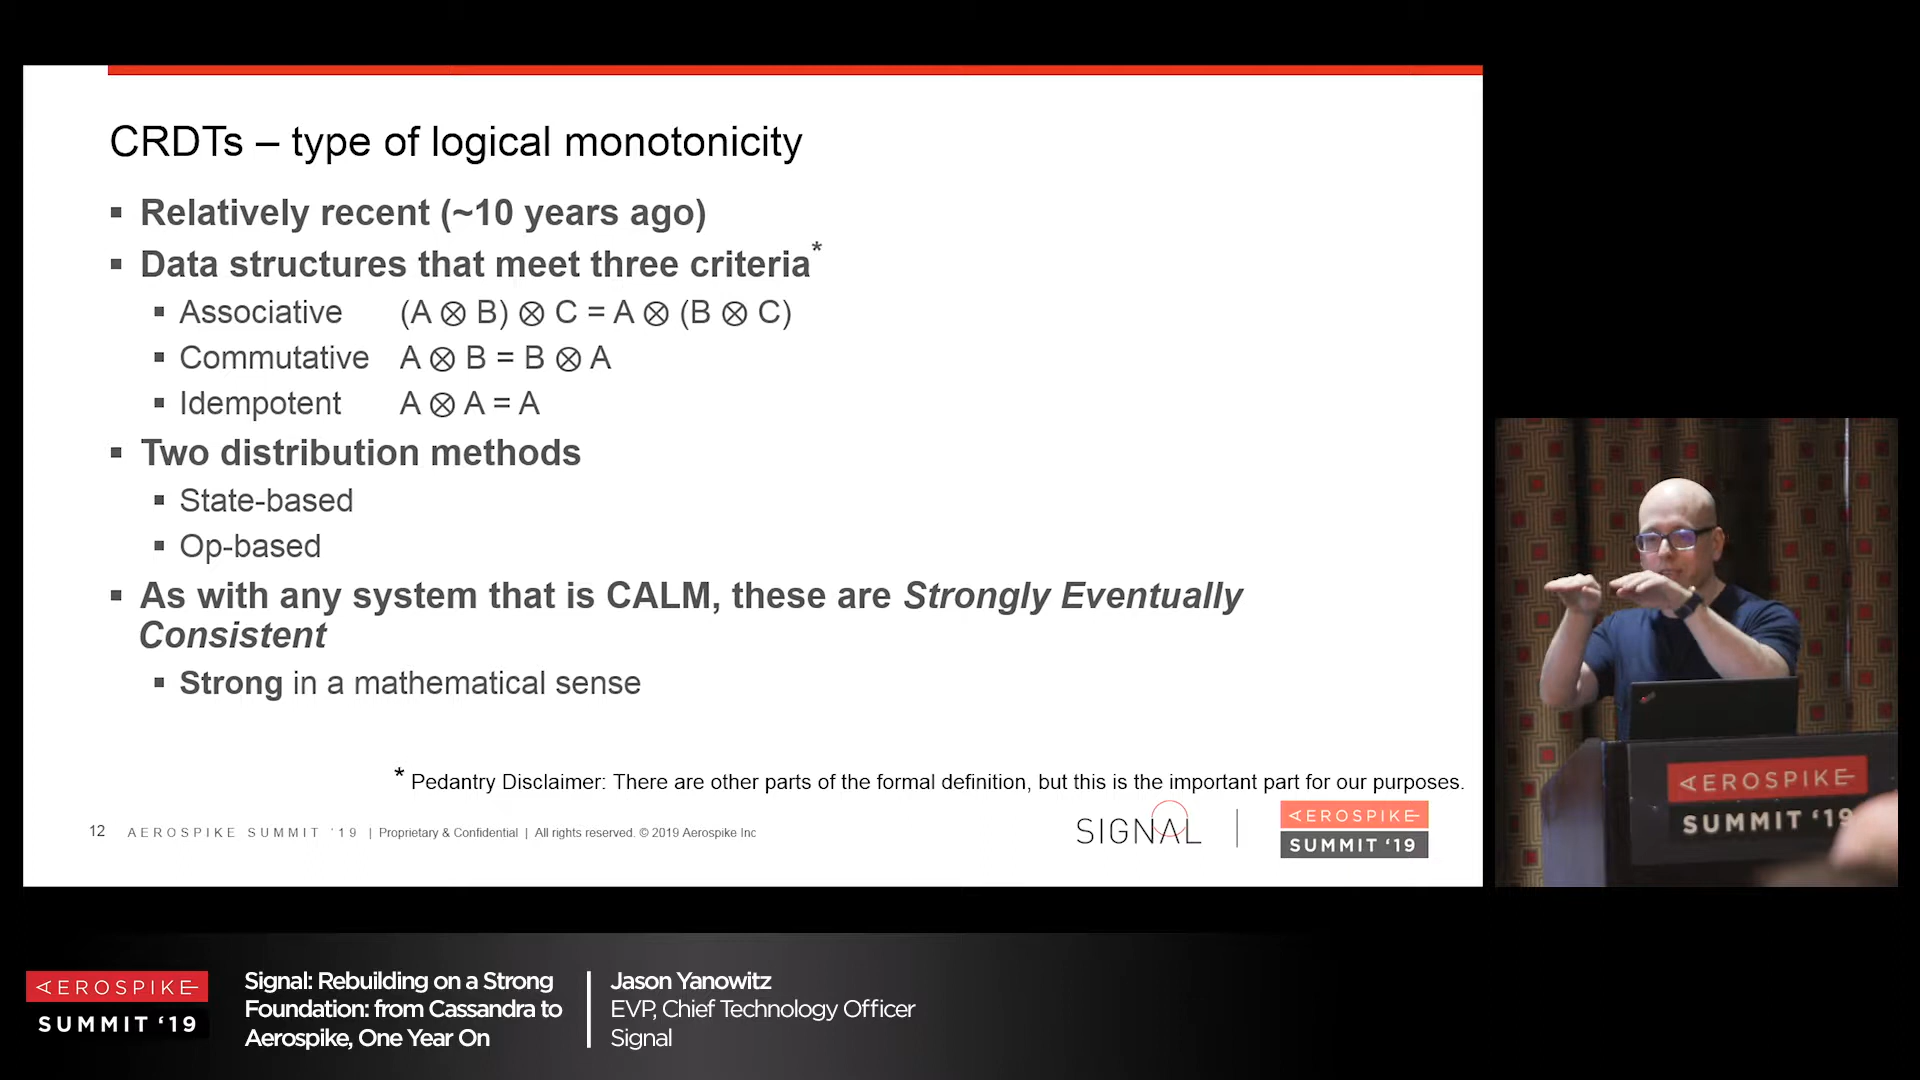 CRDTs – type of logical monotonicity
▪ Relatively recent (~10 years ago)
▪ Data structures that meet three criteria*
▪ Associative (A ⊗ B) ⊗ C = A ⊗ (B ⊗ C)
▪ Commutative A ⊗ B = B ⊗ A
▪ Idempotent A ⊗ A = A
▪ Two distribution methods
▪ State-based
▪ Op-based
▪ As with any system that is CALM, these are Strongly Eventually
Consistent
▪ Strong in a mathematical sense
* Pedantry Disclaimer: There are other parts of the formal definition, but this is the important part for our purposes.
12 AEROSPIKE SUMMIT '19 | Proprietary & Confidential | All rights reserved. © 2019 Aerospike Inc
SIGNAL
AEROSPIKE
SUMMIT '19
AEROSPIKE
SUMMIT '19
AEROSPIKE
SUMMIT '19
Signal: Rebuilding on a Strong
Foundation: from Cassandra to
Aerospike, One Year On
Jason Yanowitz
EVP, Chief Technology Officer
Signal